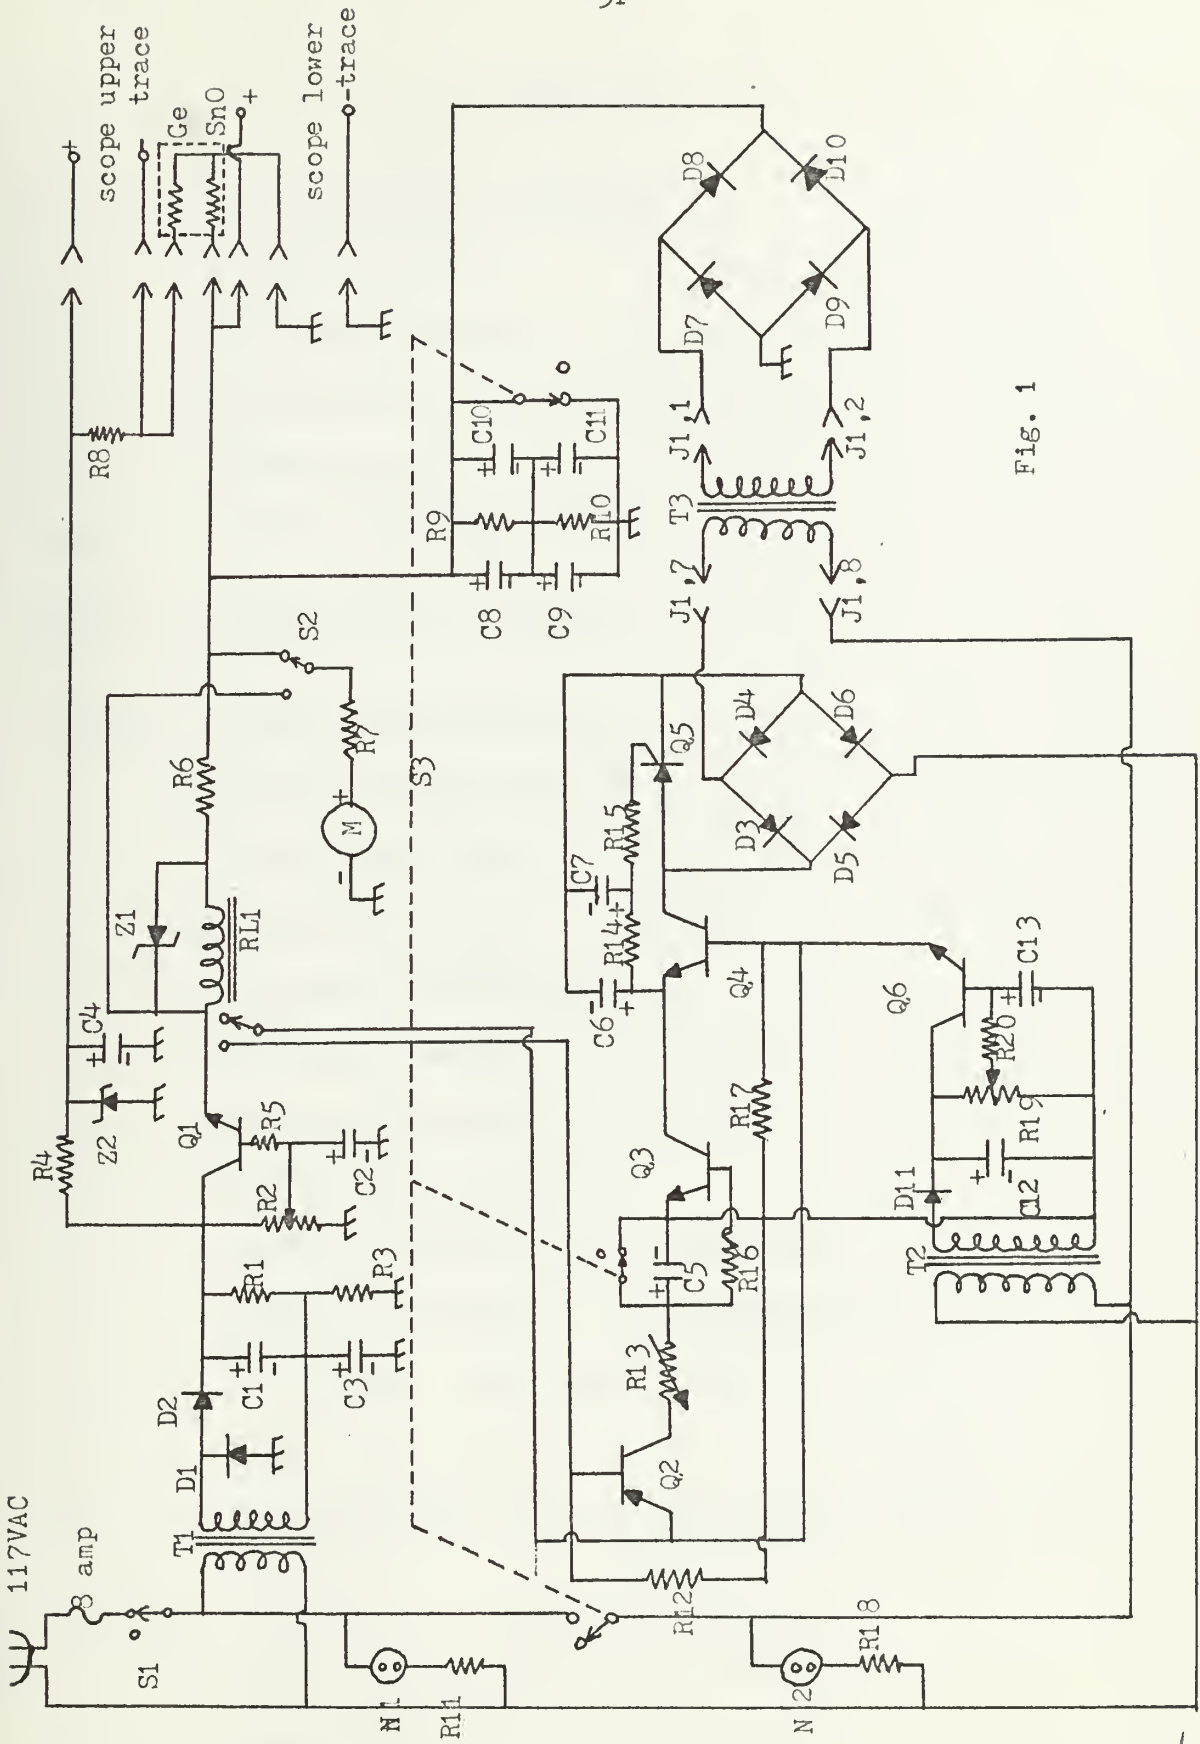 117VAC
8 amp
S1
T1
D1
D2
C1
C3
R1
R3
R2
C2
R5
Q1
R4
Z2
C4
Z1
RL1
R6
S2
R7
M
S3
R8
scope upper
trace
Ge
SnO
scope lower
-trace
N 1
R11
R12
Q2
R13
C5
R16
Q3
R17
C6
R14
C7
R15
Q4
Q5
D3
D4
D5
D6
C8
C9
R9
R10
C10
C11
J1,7
J1,8
T3
J1,1
J1,2
D7
D8
D9
D10
N 2
R18
T2
D11
C12
R19
R20
C13
Q6
Fig. 1